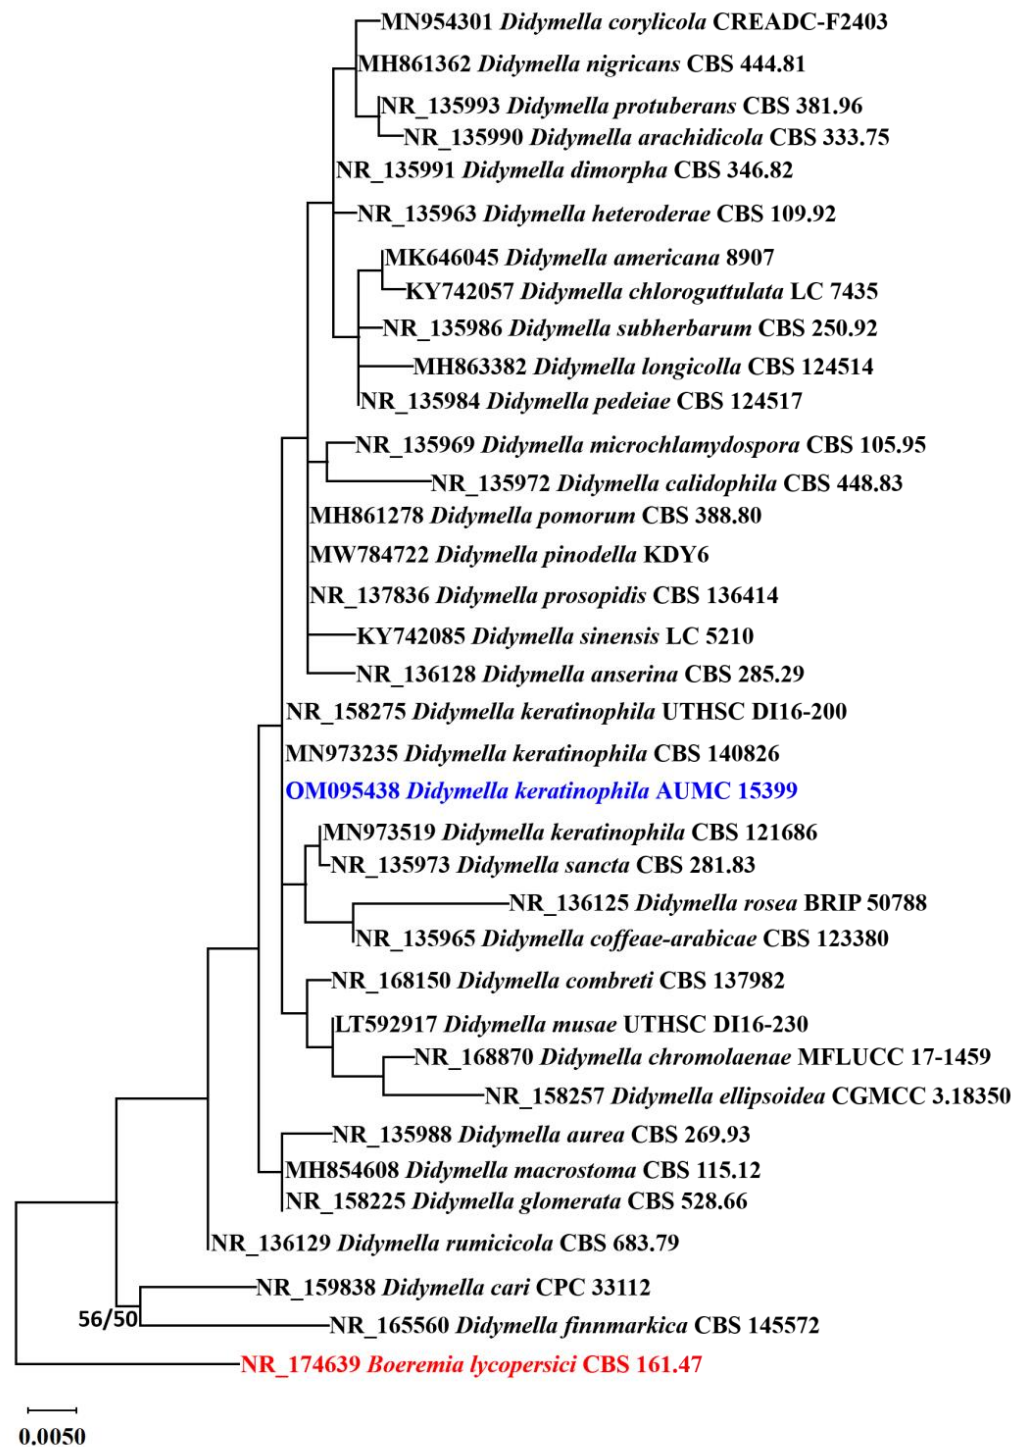 MN954301 Didymella corylicola CREADC-F2403
MH861362 Didymella nigricans CBS 444.81
NR_135993 Didymella protuberans CBS 381.96
NR_135990 Didymella arachidicola CBS 333.75
NR_135991 Didymella dimorpha CBS 346.82
NR_135963 Didymella heteroderae CBS 109.92
MK646045 Didymella americana 8907
KY742057 Didymella chloroguttulata LC 7435
NR_135986 Didymella subherbarum CBS 250.92
MH863382 Didymella longicolla CBS 124514
NR_135984 Didymella pedeiae CBS 124517
NR_135969 Didymella microchlamydospora CBS 105.95
NR_135972 Didymella calidophila CBS 448.83
MH861278 Didymella pomorum CBS 388.80
MW784722 Didymella pinodella KDY6
NR_137836 Didymella prosopidis CBS 136414
KY742085 Didymella sinensis LC 5210
NR_136128 Didymella anserina CBS 285.29
NR_158275 Didymella keratinophila UTHSC DI16-200
MN973235 Didymella keratinophila CBS 140826
OM095438 Didymella keratinophila AUMC 15399
MN973519 Didymella keratinophila CBS 121686
NR_135973 Didymella sancta CBS 281.83
NR_136125 Didymella rosea BRIP 50788
NR_135965 Didymella coffeae-arabicae CBS 123380
NR_168150 Didymella combreti CBS 137982
LT592917 Didymella musae UTHSC DI16-230
NR_168870 Didymella chromolaenae MFLUCC 17-1459
NR_158257 Didymella ellipsoidea CGMCC 3.18350
NR_135988 Didymella aurea CBS 269.93
MH854608 Didymella macrostoma CBS 115.12
NR_158225 Didymella glomerata CBS 528.66
NR_136129 Didymella rumicicola CBS 683.79
NR_159838 Didymella cari CPC 33112
56/50
NR_165560 Didymella finnmarkica CBS 145572
NR_174639 Boeremia lycopersici CBS 161.47
0.0050